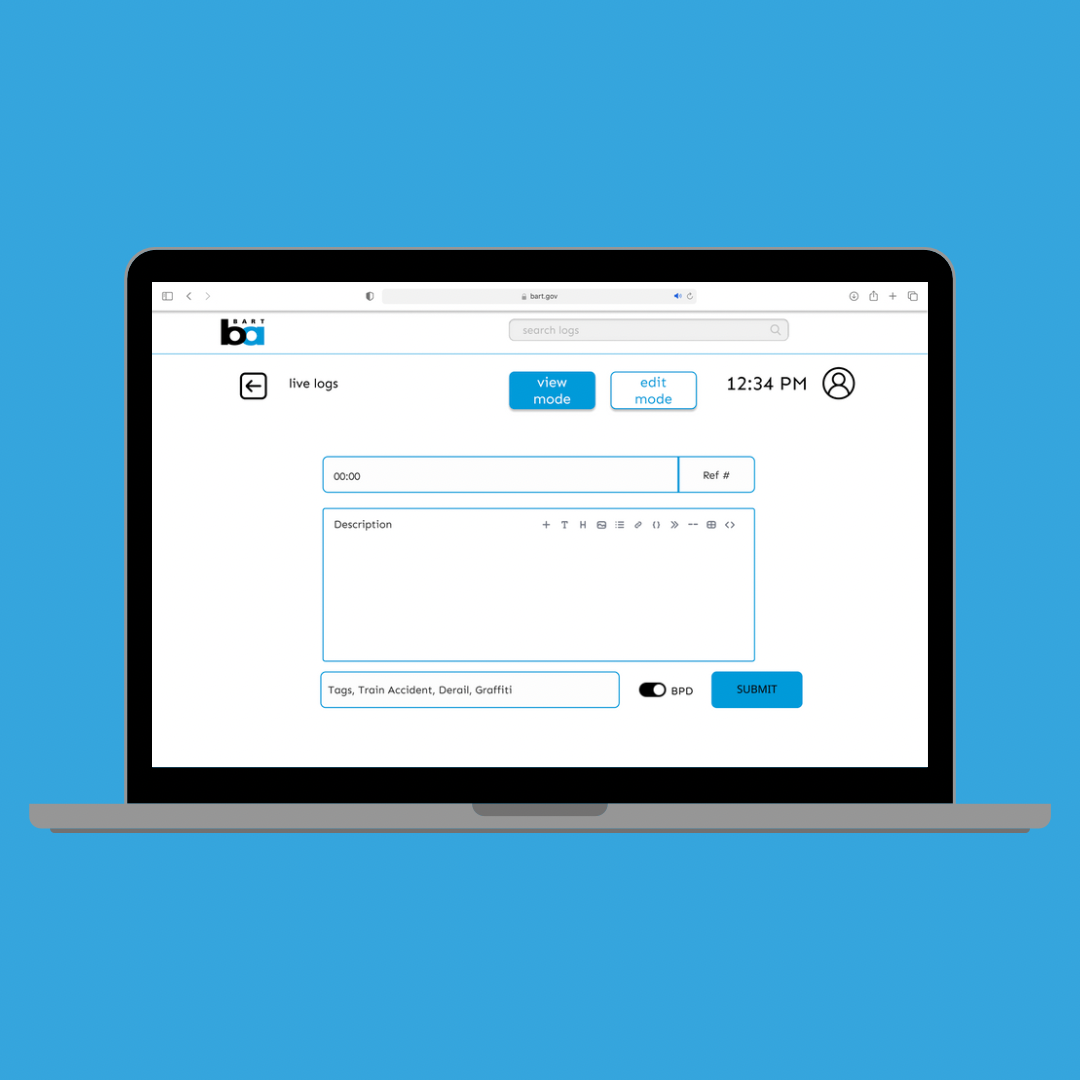 bart.gov
BART
ba
search logs
live logs
view
mode
edit
mode
12:34 PM
00:00
Ref #
Description
T H
Tags, Train Accident, Derail, Graffiti
BPD
SUBMIT